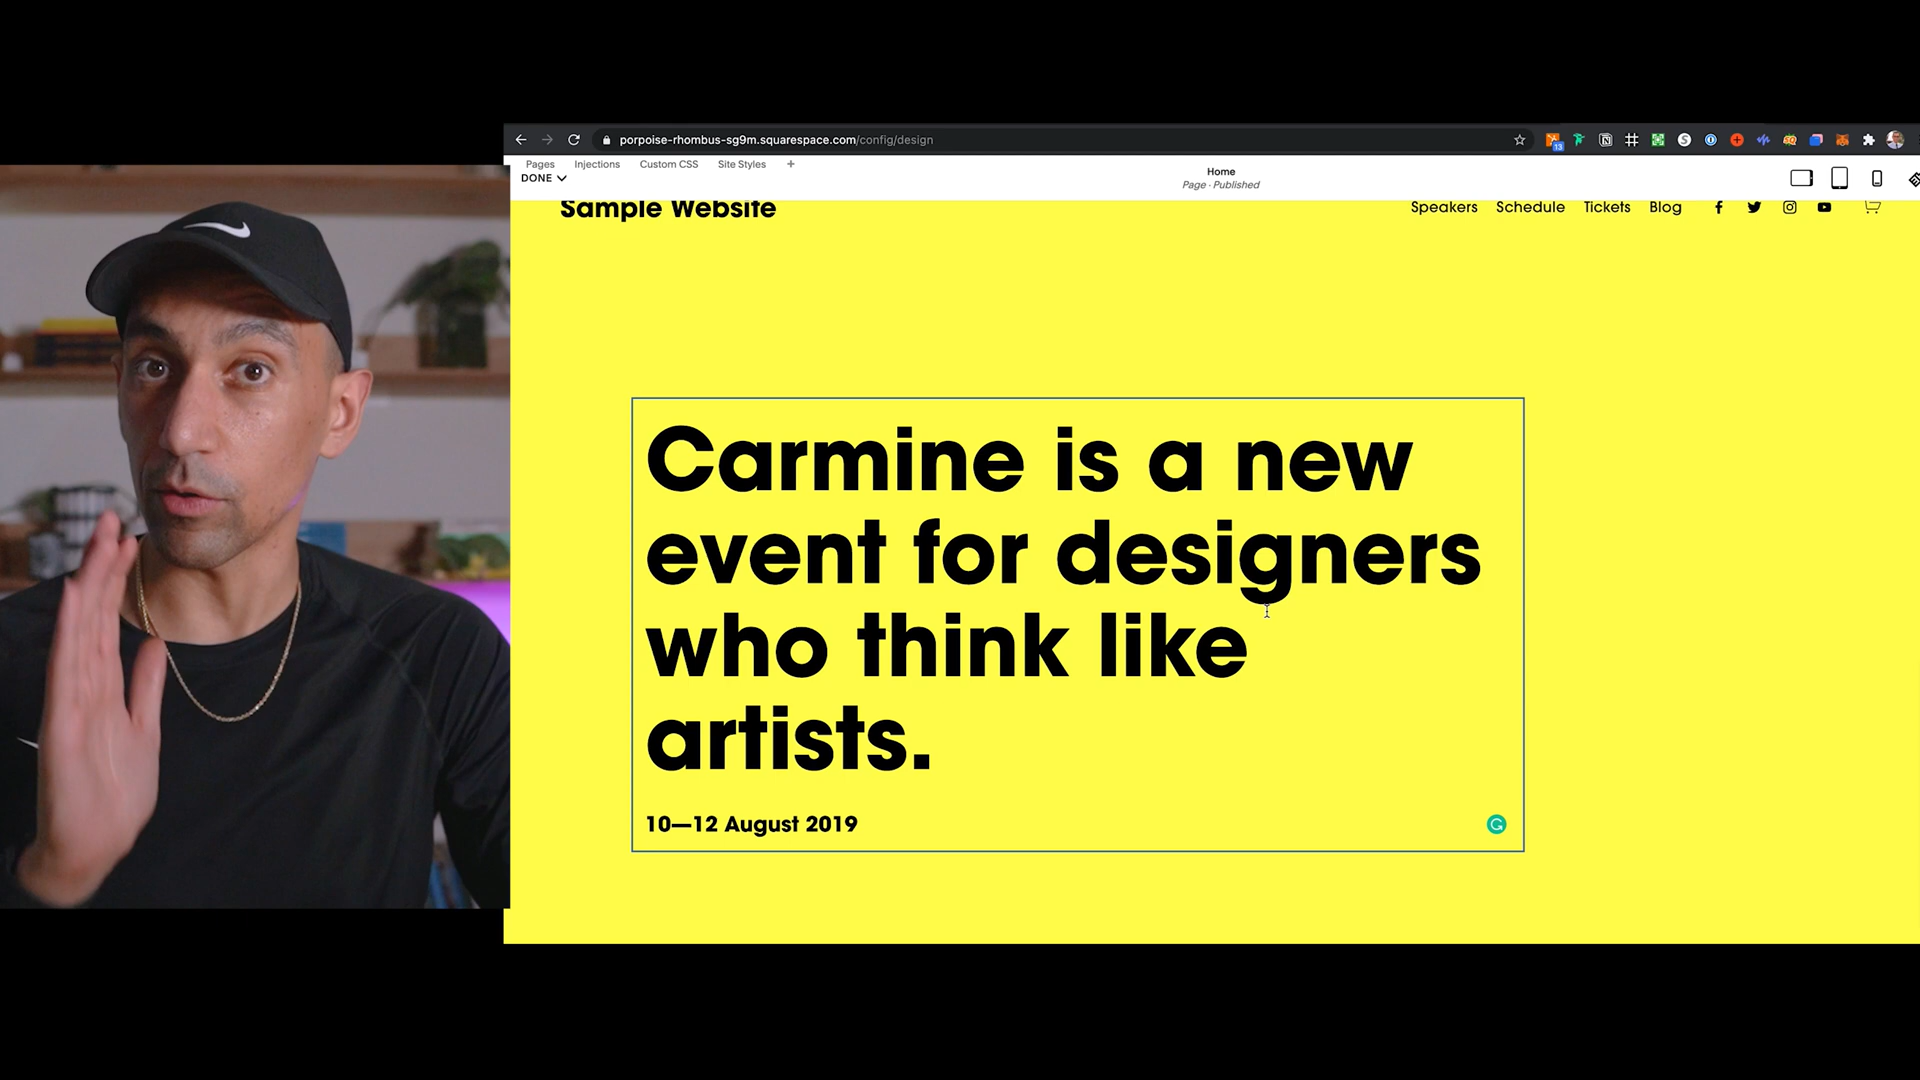 porpoise-rhombus-sg9m.squarespace.com/config/design
13
Pages Injections Custom CSS Site Styles +
DONE
Home
Page · Published
Sample Website
Speakers Schedule Tickets Blog
Carmine is a new
event for designers
who think like
artists.
10—12 August 2019